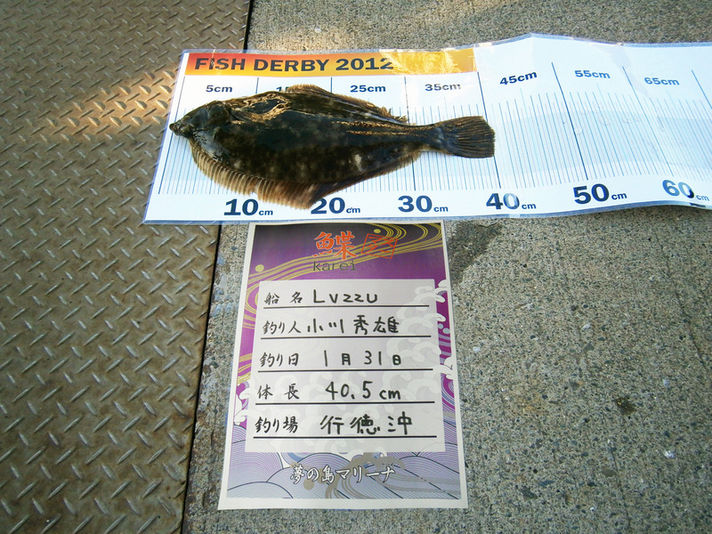 FISH DERBY 2012
5cm 25cm 35cm 45cm 55cm 65cm
10cm 20cm 30cm 40cm 50cm 60cm
鰈
karei
船名 LVZZU
釣り人 小川秀雄
釣り日 1月31日
体長 40.5cm
釣り場 行徳沖
夢の島マリーナ